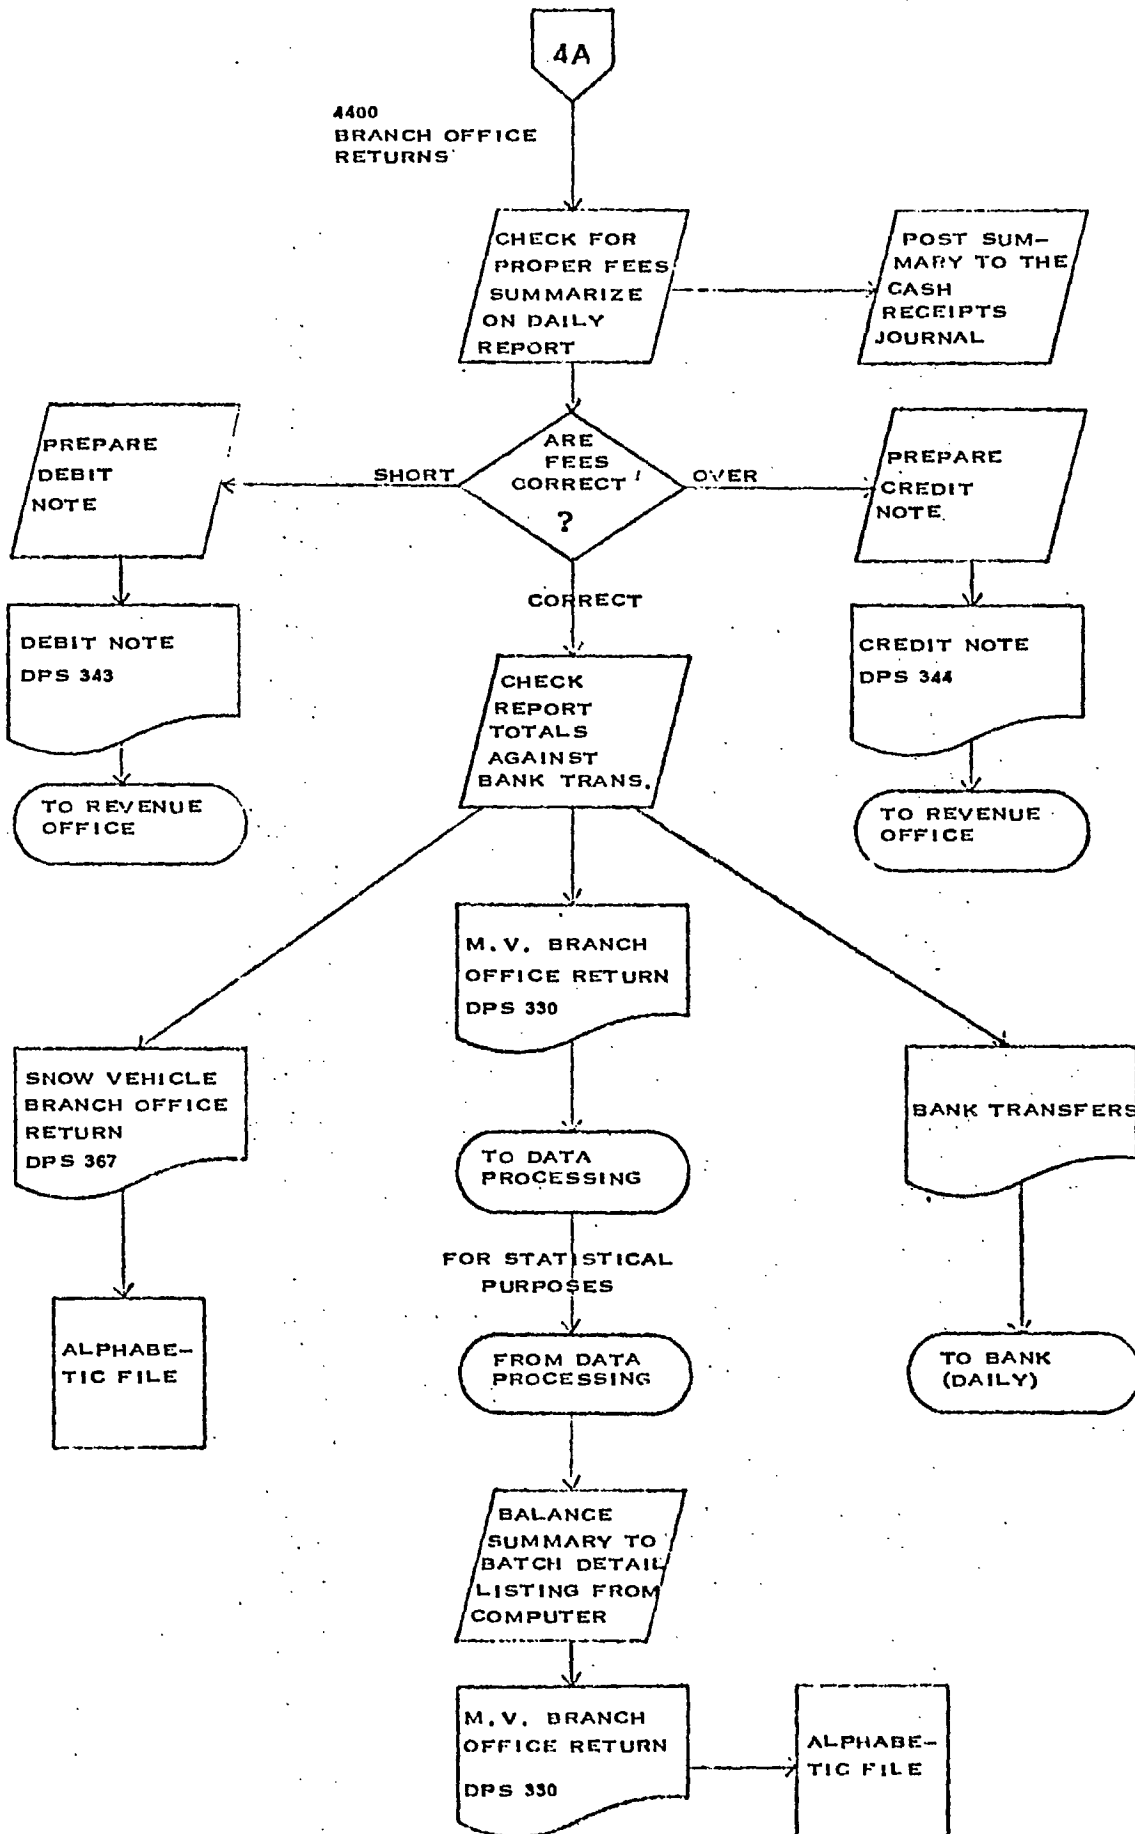 4A
4400
BRANCH OFFICE
RETURNS
CHECK FOR
PROPER FEES
SUMMARIZE
ON DAILY
REPORT
POST SUM-
MARY TO THE
CASH
RECEIPTS
JOURNAL
ARE
FEES
CORRECT
?
SHORT
OVER
CORRECT
PREPARE
DEBIT
NOTE
PREPARE
CREDIT
NOTE
DEBIT NOTE
DPS 343
CREDIT NOTE
DPS 344
TO REVENUE
OFFICE
TO REVENUE
OFFICE
CHECK
REPORT
TOTALS
AGAINST
BANK TRANS.
M.V. BRANCH
OFFICE RETURN
DPS 330
SNOW VEHICLE
BRANCH OFFICE
RETURN
DPS 367
BANK TRANSFERS
TO DATA
PROCESSING
FOR STATISTICAL
PURPOSES
FROM DATA
PROCESSING
ALPHABE-
TIC FILE
TO BANK
(DAILY)
BALANCE
SUMMARY TO
BATCH DETAIL
LISTING FROM
COMPUTER
M.V. BRANCH
OFFICE RETURN
DPS 330
ALPHABE-
TIC FILE